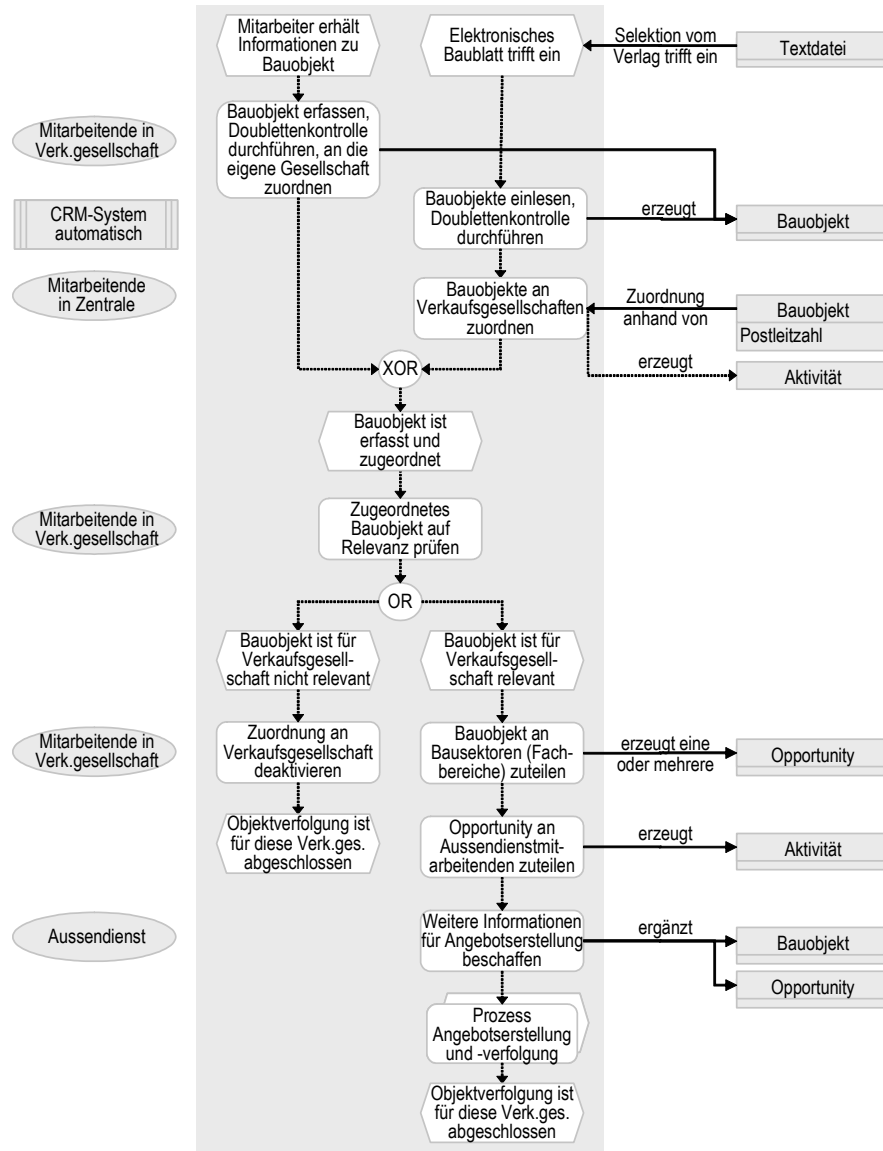 Mitarbeiter erhält
Informationen zu
Bauobjekt
Elektronisches
Baublatt trifft ein
Selektion vom
Verlag trifft ein
Textdatei
Mitarbeitende in
Verk.gesellschaft
Bauobjekt erfassen,
Doublettenkontrolle
durchführen, an die
eigene Gesellschaft
zuordnen
CRM-System
automatisch
Bauobjekte einlesen,
Doublettenkontrolle
durchführen
erzeugt
Bauobjekt
Mitarbeitende
in Zentrale
Bauobjekte an
Verkaufsgesellschaften
zuordnen
Zuordnung
anhand von
Bauobjekt
Postleitzahl
erzeugt
Aktivität
XOR
Bauobjekt ist
erfasst und
zugeordnet
Mitarbeitende in
Verk.gesellschaft
Zugeordnetes
Bauobjekt auf
Relevanz prüfen
OR
Bauobjekt ist für
Verkaufsgesell-
schaft nicht relevant
Bauobjekt ist für
Verkaufsgesell-
schaft relevant
Mitarbeitende in
Verk.gesellschaft
Zuordnung an
Verkaufsgesellschaft
deaktivieren
Bauobjekt an
Bausektoren (Fach-
bereiche) zuteilen
erzeugt eine
oder mehrere
Opportunity
Objektverfolgung ist
für diese Verk.ges.
abgeschlossen
Opportunity an
Aussendienstmit-
arbeitenden zuteilen
erzeugt
Aktivität
Aussendienst
Weitere Informationen
für Angebotserstellung
beschaffen
ergänzt
Bauobjekt
Opportunity
Prozess
Angebotserstellung
und -verfolgung
Objektverfolgung ist
für diese Verk.ges.
abgeschlossen